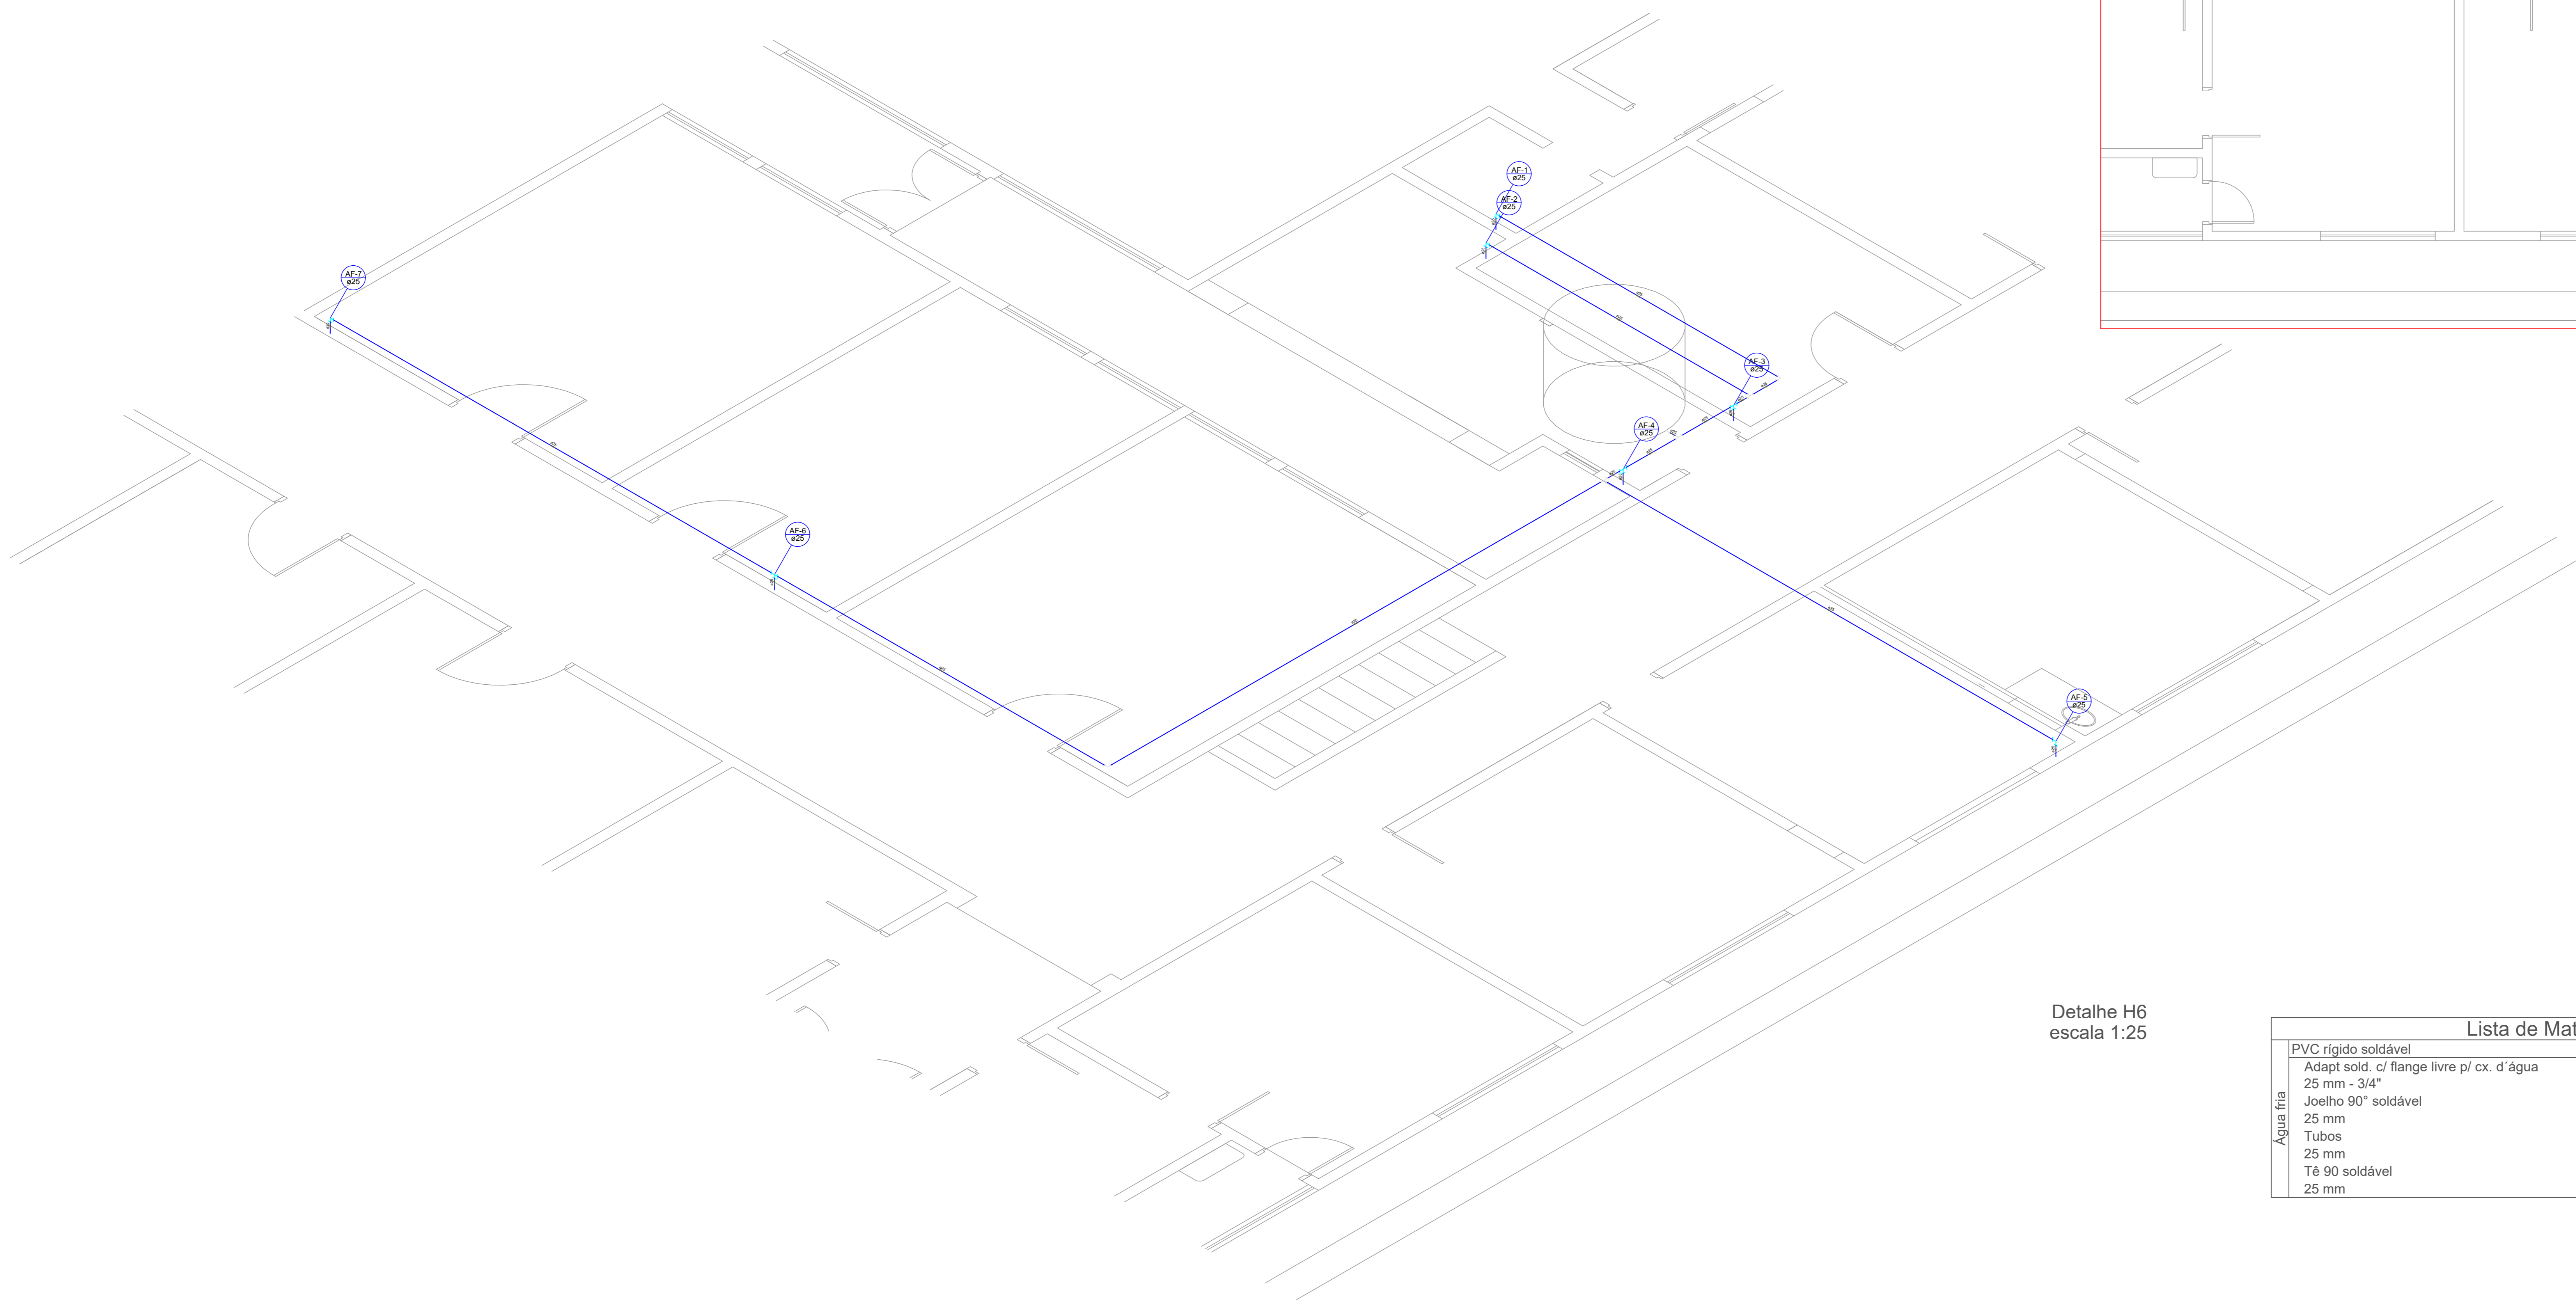 AF-1
ø25
AF-2
ø25
AF-7
ø25
AF-3
ø25
AF-4
ø25
AF-6
ø25
AF-5
ø25
Detalhe H6
escala 1:25
Lista de Mat
PVC rígido soldável
Adapt sold. c/ flange livre p/ cx. d´água
25 mm - 3/4"
Joelho 90° soldável
25 mm
Tubos
25 mm
Tê 90 soldável
25 mm
Água fria